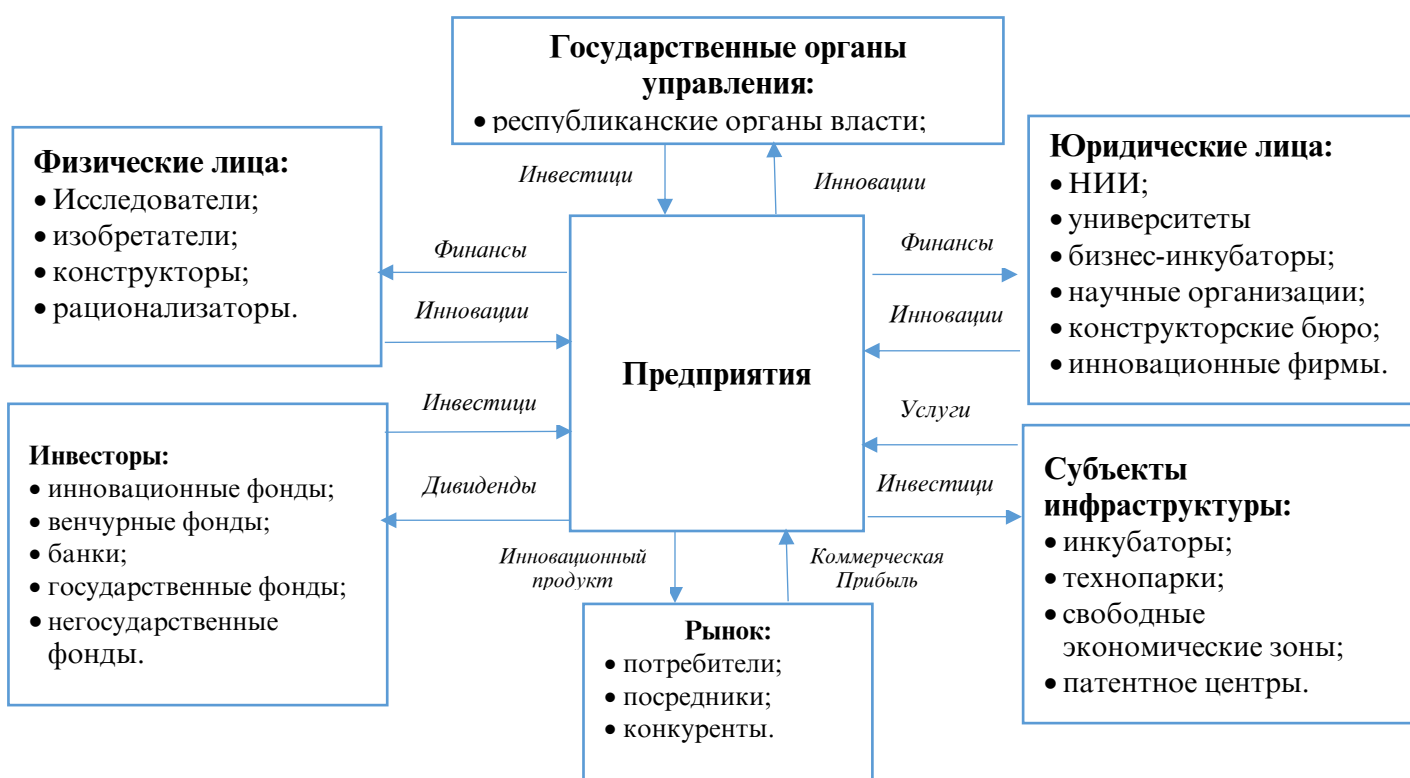 Государственные органы
управления:
• республиканские органы власти;
Физические лица:
• Исследователи;
• изобретатели;
• конструкторы;
• рационализаторы.
Юридические лица:
• НИИ;
• университеты
• бизнес-инкубаторы;
• научные организации;
• конструкторские бюро;
• инновационные фирмы.
Инвестици
Инновации
Финансы
Инновации
Инвестици
Дивиденды
Предприятия
Финансы
Инновации
Услуги
Инвестици
Инвесторы:
• инновационные фонды;
• венчурные фонды;
• банки;
• государственные фонды;
• негосударственные
фонды.
Субъекты
инфраструктуры:
• инкубаторы;
• технопарки;
• свободные
экономические зоны;
• патентное центры.
Инновационный
продукт
Коммерческая
Прибыль
Рынок:
• потребители;
• посредники;
• конкуренты.